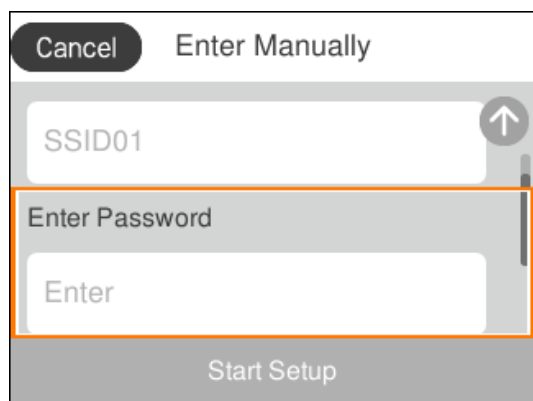 Cancel Enter Manually
SSID01
Enter Password
Enter
Start Setup